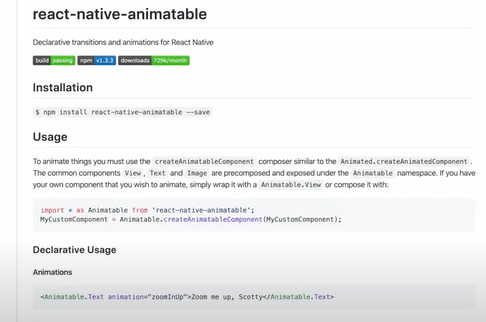 react-native-animatable
Declarative transitions and animations for React Native
build passing npm v1.3.3 downloads 729k/month
Installation
$ npm install react-native-animatable --save
Usage
To animate things you must use the createAnimatableComponent composer similar to the Animated.createAnimatedComponent.
The common components View, Text and Image are precomposed and exposed under the Animatable namespace. If you have
your own component that you wish to animate, simply wrap it with a Animatable.View or compose it with:
import * as Animatable from 'react-native-animatable';
MyCustomComponent = Animatable.createAnimatableComponent(MyCustomComponent);
Declarative Usage
Animations
<Animatable.Text animation="zoomInUp">Zoom me up, Scotty</Animatable.Text>